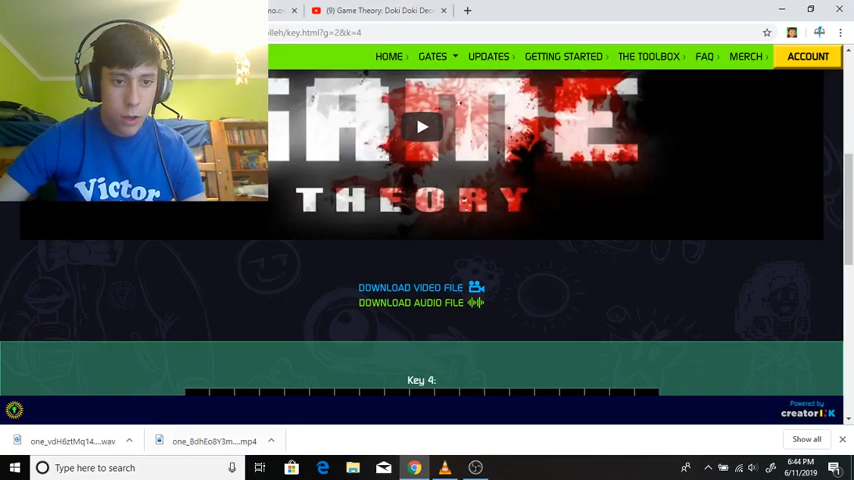 (9) Game Theory: Doki Doki Dec
lleh/key.html?g=2&k=4
HOME GATES UPDATES GETTING STARTED THE TOOLBOX FAQ MERCH ACCOUNT
GAME
THEORY
Victor
DOWNLOAD VIDEO FILE
DOWNLOAD AUDIO FILE
Key 4:
Powered by
creatorINK
one_vdH6ztMq14....wav
one_8dhEo8Y3m....mp4
Show all
Type here to search
6:44 PM
6/11/2019